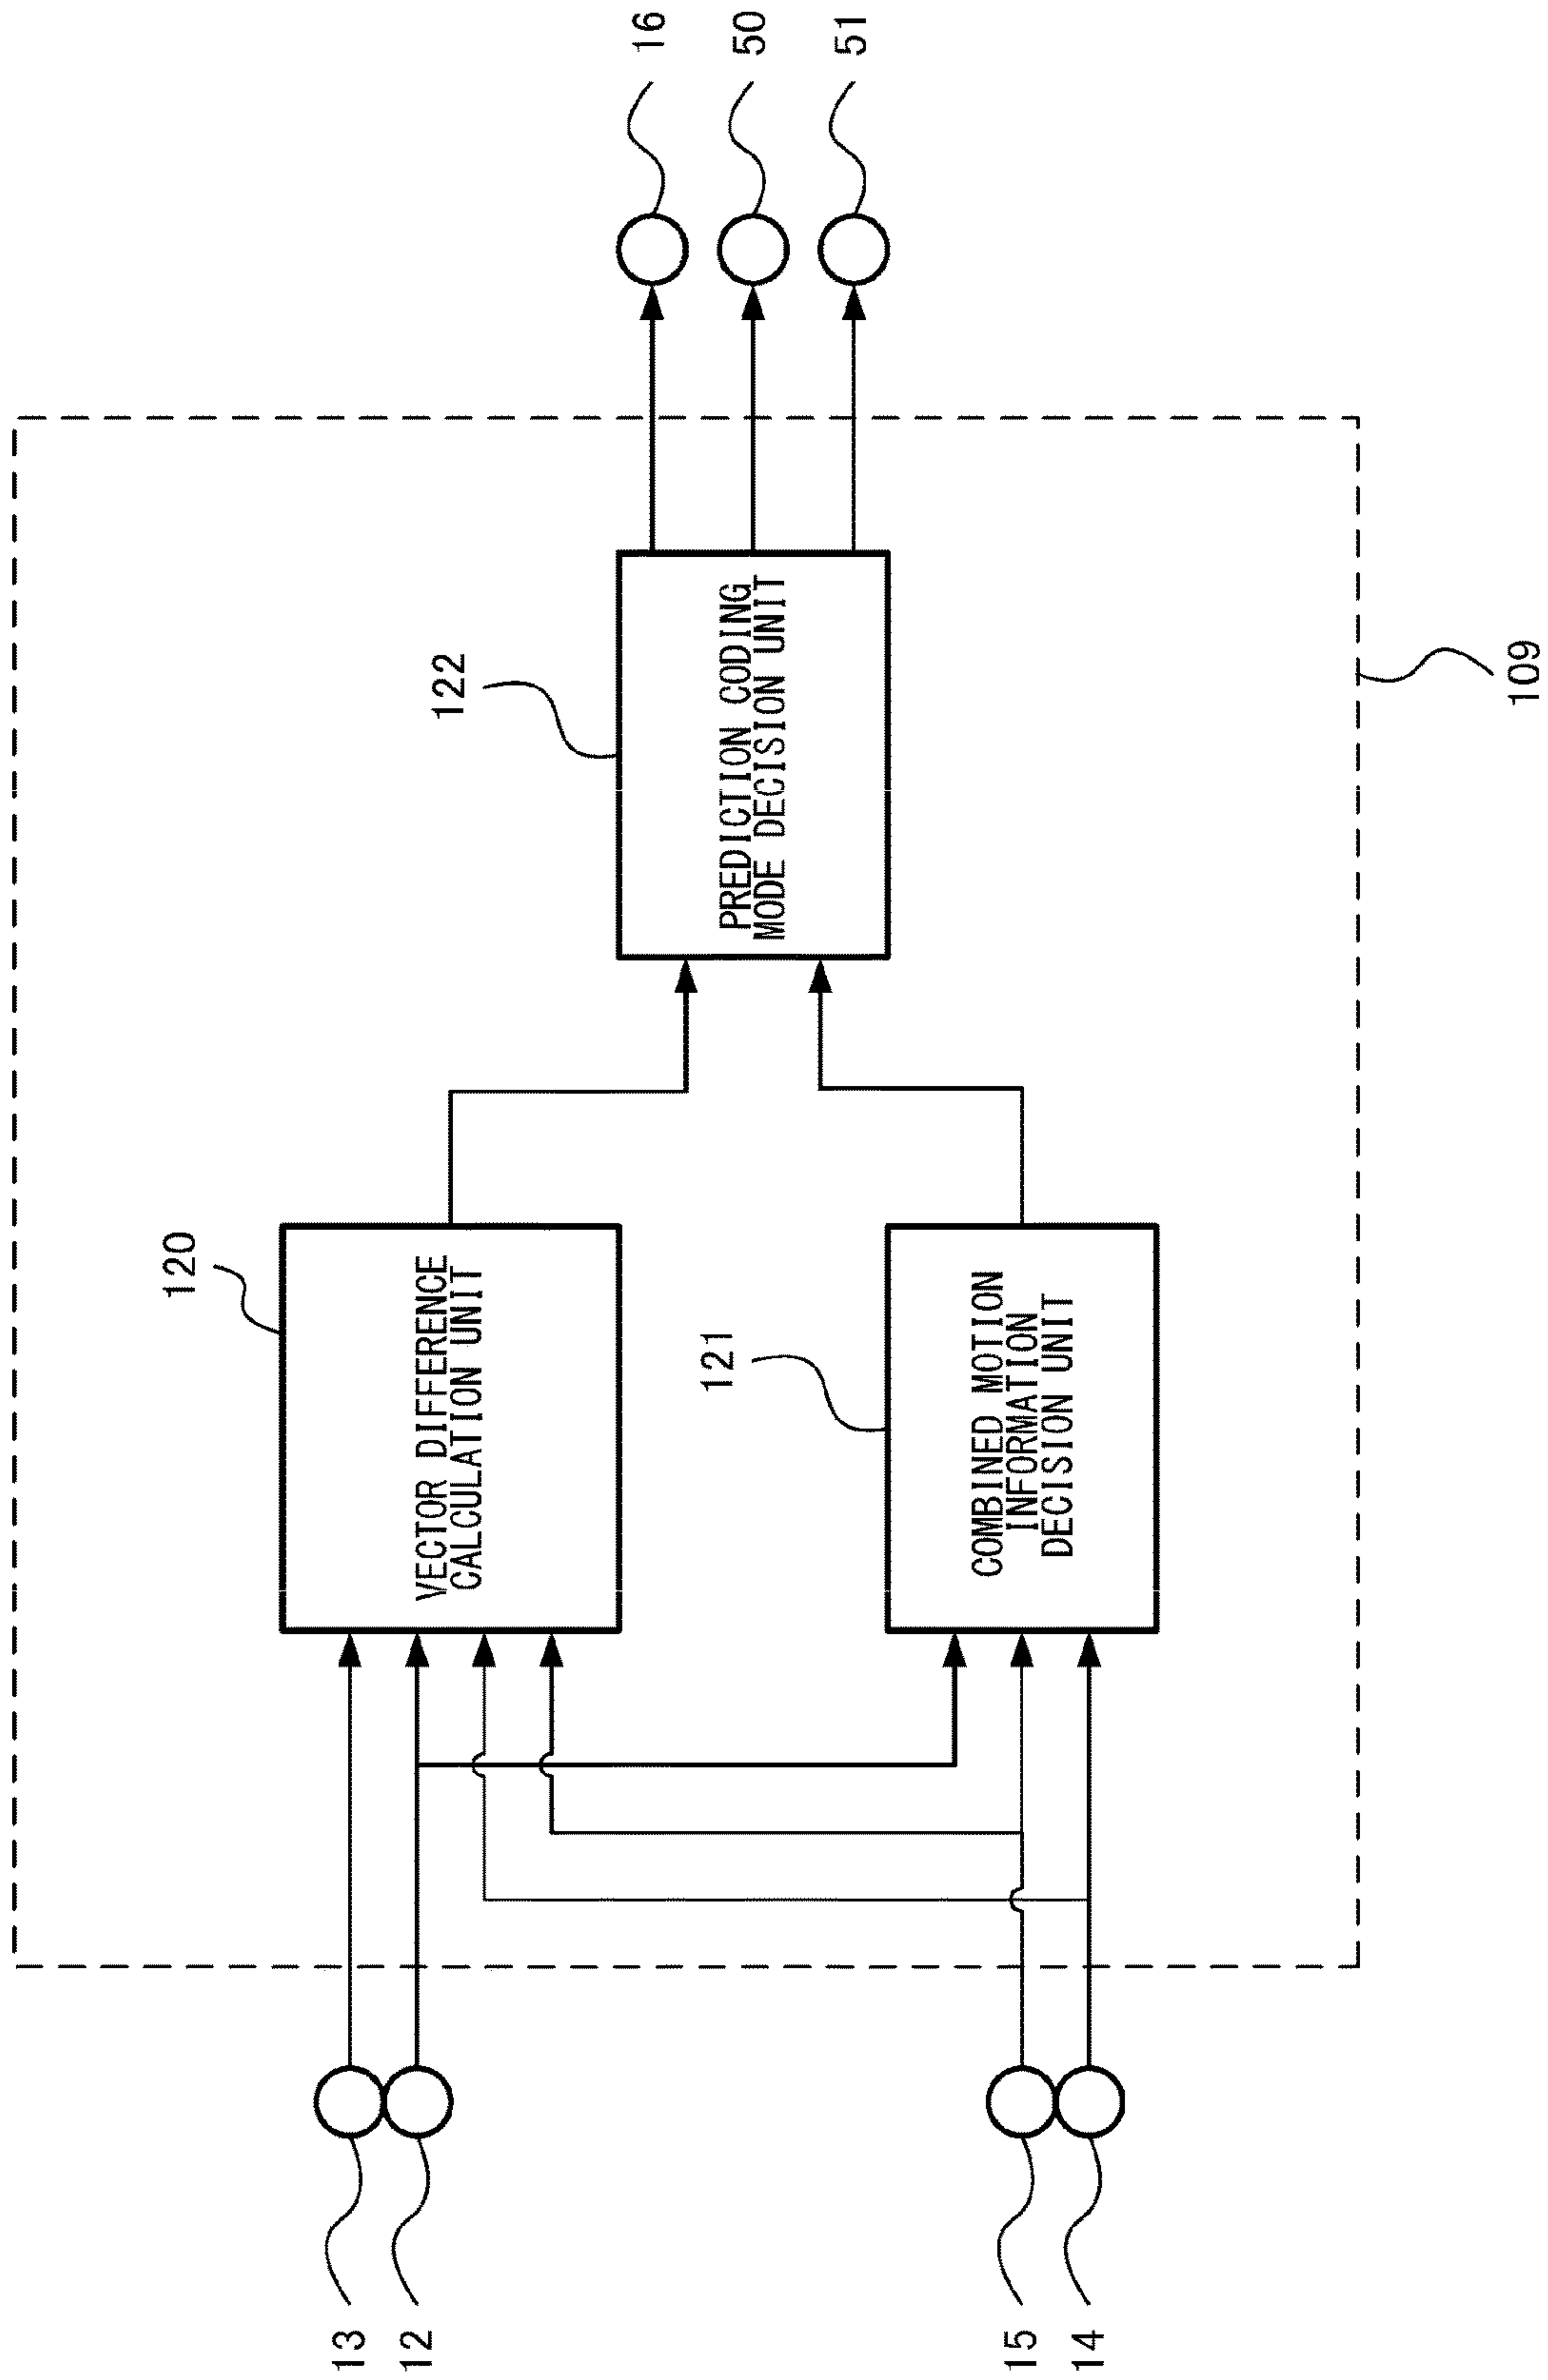 120
122
16
50
51
13
12
VECTOR DIFFERENCE
CALCULATION UNIT
PREDICTION CODING
MODE DECISION UNIT
121
15
14
COMBINED MOTION
INFORMATION
DECISION UNIT
109